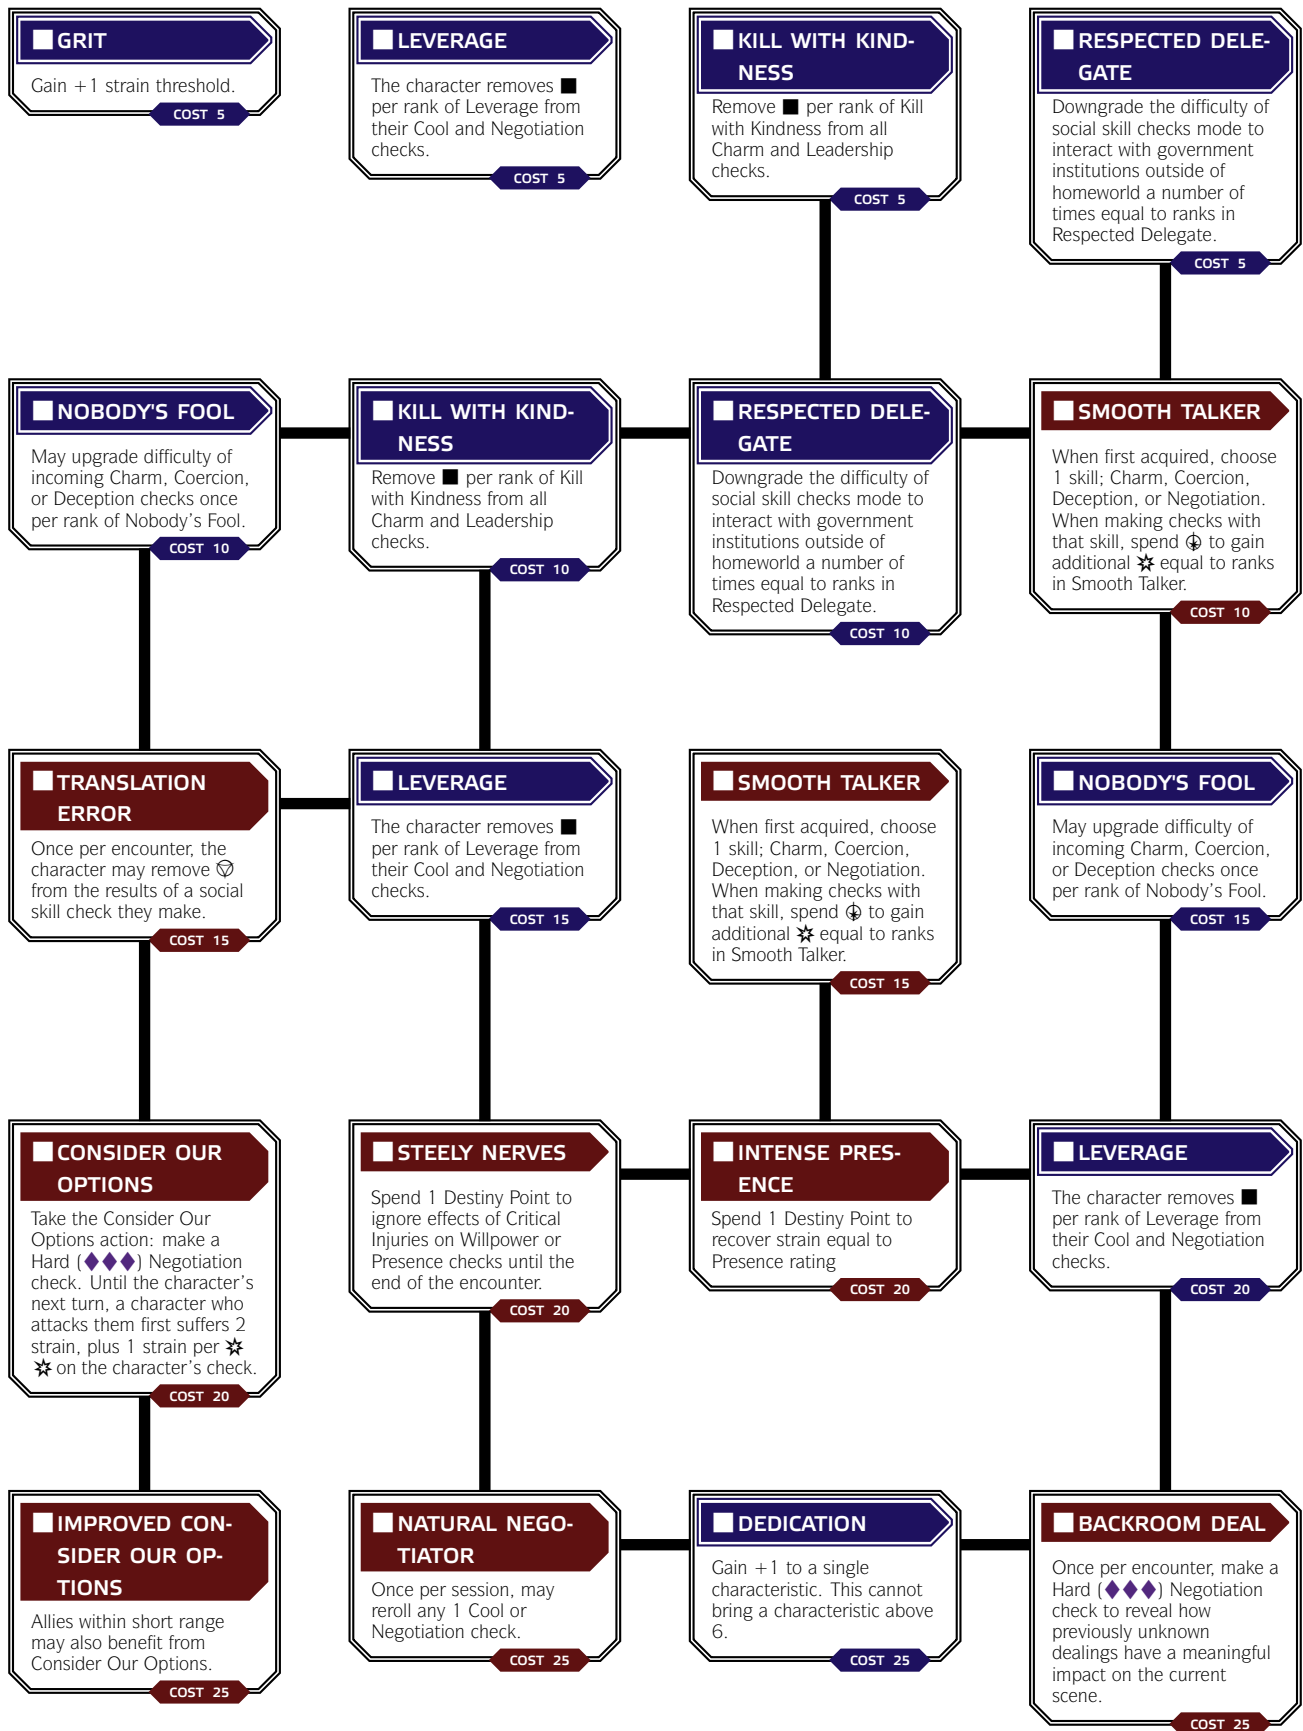 GRIT
Gain +1 strain threshold.
COST 5
LEVERAGE
The character removes ■
per rank of Leverage from
their Cool and Negotiation
checks.
COST 5
KILL WITH KIND-
NESS
Remove ■ per rank of Kill
with Kindness from all
Charm and Leadership
checks.
COST 5
RESPECTED DELE-
GATE
Downgrade the difficulty of
social skill checks mode to
interact with government
institutions outside of
homeworld a number of
times equal to ranks in
Respected Delegate.
COST 5
NOBODY'S FOOL
May upgrade difficulty of
incoming Charm, Coercion,
or Deception checks once
per rank of Nobody's Fool.
COST 10
KILL WITH KIND-
NESS
Remove ■ per rank of Kill
with Kindness from all
Charm and Leadership
checks.
COST 10
RESPECTED DELE-
GATE
Downgrade the difficulty of
social skill checks mode to
interact with government
institutions outside of
homeworld a number of
times equal to ranks in
Respected Delegate.
COST 10
SMOOTH TALKER
When first acquired, choose
1 skill; Charm, Coercion,
Deception, or Negotiation.
When making checks with
that skill, spend to gain
additional equal to ranks
in Smooth Talker.
COST 10
TRANSLATION
ERROR
Once per encounter, the
character may remove
from the results of a social
skill check they make.
COST 15
LEVERAGE
The character removes ■
per rank of Leverage from
their Cool and Negotiation
checks.
COST 15
SMOOTH TALKER
When first acquired, choose
1 skill; Charm, Coercion,
Deception, or Negotiation.
When making checks with
that skill, spend to gain
additional equal to ranks
in Smooth Talker.
COST 15
NOBODY'S FOOL
May upgrade difficulty of
incoming Charm, Coercion,
or Deception checks once
per rank of Nobody's Fool.
COST 15
CONSIDER OUR
OPTIONS
Take the Consider Our
Options action: make a
Hard (◆◆◆) Negotiation
check. Until the character's
next turn, a character who
attacks them first suffers 2
strain, plus 1 strain per
on the character's check.
COST 20
STEELY NERVES
Spend 1 Destiny Point to
ignore effects of Critical
Injuries on Willpower or
Presence checks until the
end of the encounter.
COST 20
INTENSE PRES-
ENCE
Spend 1 Destiny Point to
recover strain equal to
Presence rating
COST 20
LEVERAGE
The character removes ■
per rank of Leverage from
their Cool and Negotiation
checks.
COST 20
IMPROVED CON-
SIDER OUR OP-
TIONS
Allies within short range
may also benefit from
Consider Our Options.
COST 25
NATURAL NEGO-
TIATOR
Once per session, may
reroll any 1 Cool or
Negotiation check.
COST 25
DEDICATION
Gain +1 to a single
characteristic. This cannot
bring a characteristic above
6.
COST 25
BACKROOM DEAL
Once per encounter, make a
Hard (◆◆◆) Negotiation
check to reveal how
previously unknown
dealings have a meaningful
impact on the current
scene.
COST 25